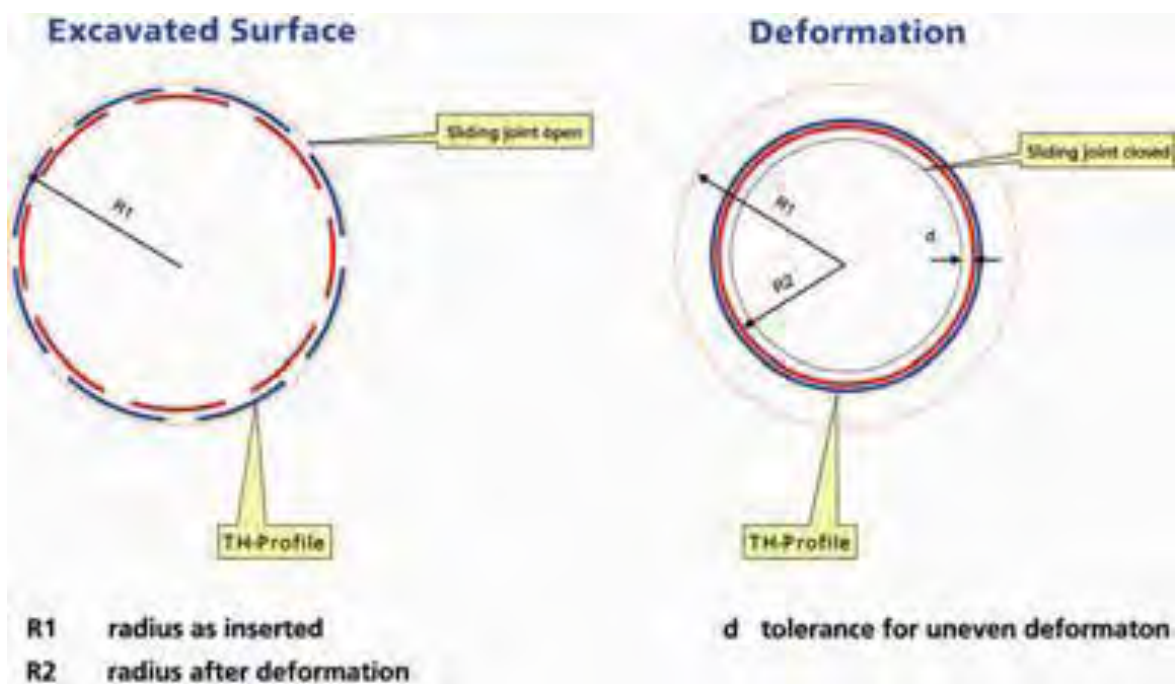 Excavated Surface
Deformation
Sliding joint open
Sliding joint closed
R1
R1
R2
d
TH-Profile
TH-Profile
R1 radius as inserted
R2 radius after deformation
d tolerance for uneven deformaton